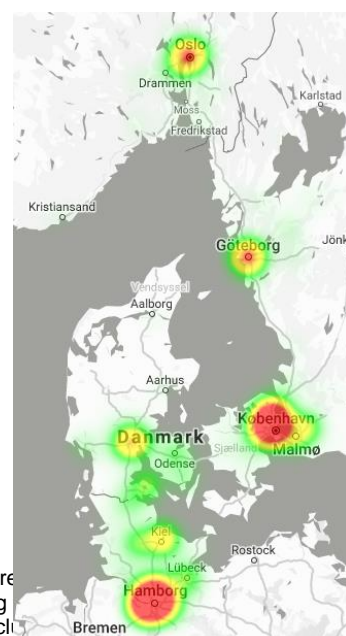 Oslo
Drammen
Moss
Karlstad
Fredrikstad
Kristiansand
Göteborg
Jönk
Vendsyssel
Aalborg
Aarhus
København
Danmark
Malmø
Sjælland
Odense
Kiel
Rostock
Lübeck
Hamborg
Bremen